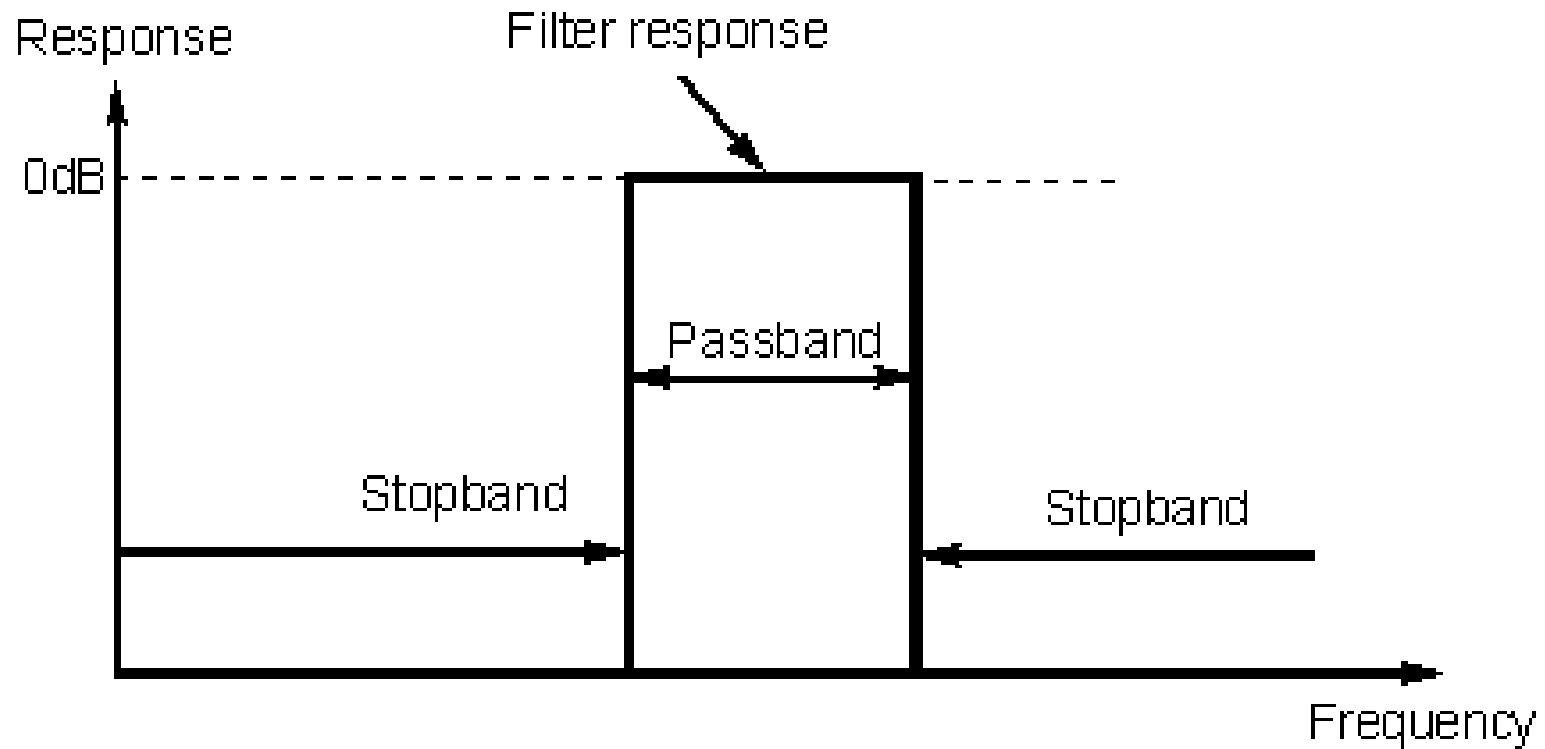 Response
Filter response
0dB
Passband
Stopband
Stopband
Frequency